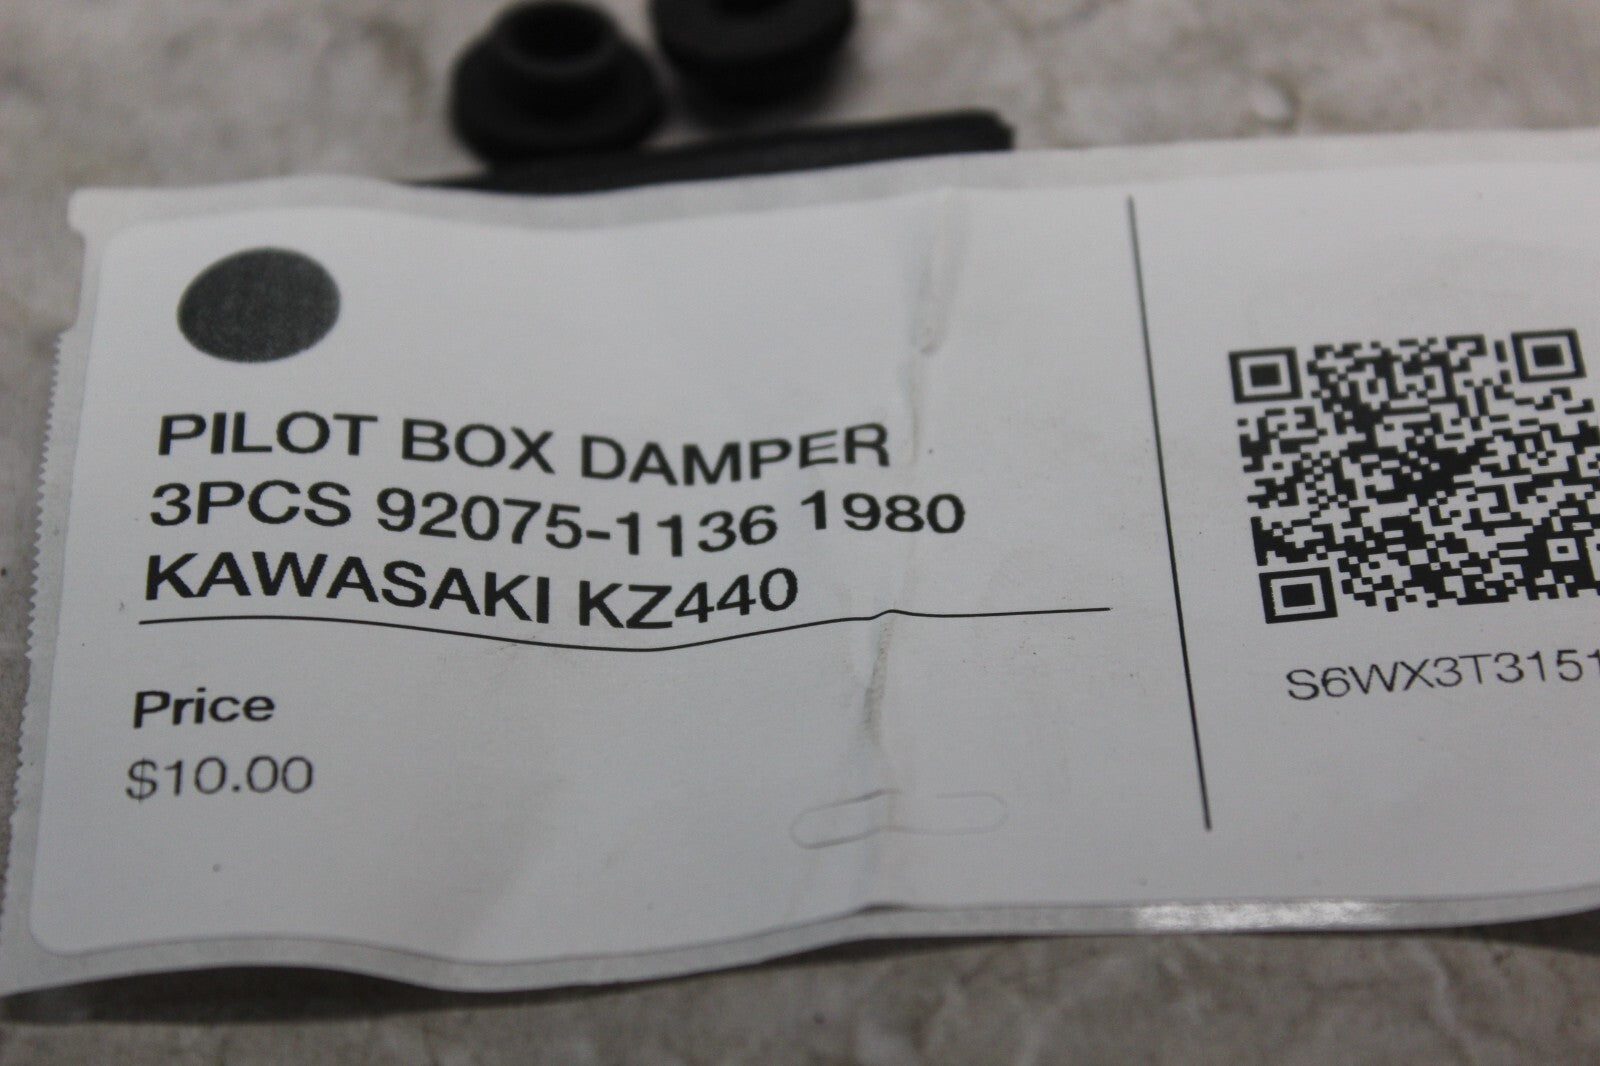 PILOT BOX DAMPER
3PCS 92075-1136 1980
KAWASAKI KZ440
Price
$10.00
S6WX3T3151